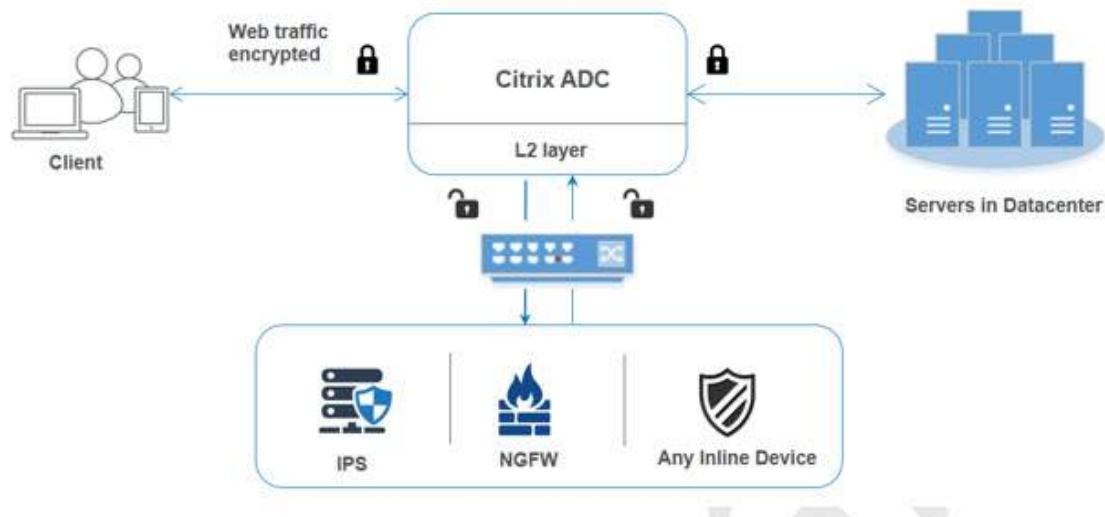 Web traffic
encrypted
Citrix ADC
L2 layer
Client
Servers in Datacenter
IPS
NGFW
Any Inline Device